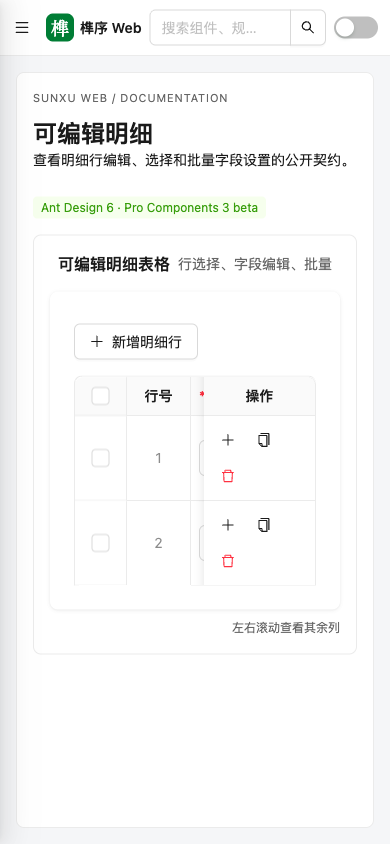 榫 榫序 Web 搜索组件、规...
SUNXU WEB / DOCUMENTATION
可编辑明细
查看明细行编辑、选择和批量字段设置的公开契约。
Ant Design 6 · Pro Components 3 beta
可编辑明细表格 行选择、字段编辑、批量
新增明细行
行号 * 操作
1
2
左右滚动查看其余列